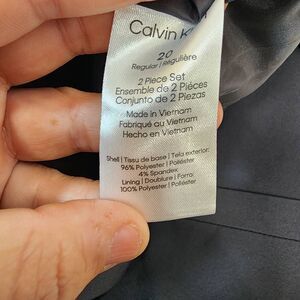 Calvin K
20
Regular / Régulière
2 Piece Set
Ensemble de 2 Pièces
Conjunto de 2 Piezas
Made in Vietnam
Fabriqué au Vietnam
Hecho en Vietnam
Shell | Tissu de base | Tela exterior:
96% Polyester | Poliéster
4% Spandex
Lining | Doublure | Forro:
100% Polyester | Poliéster